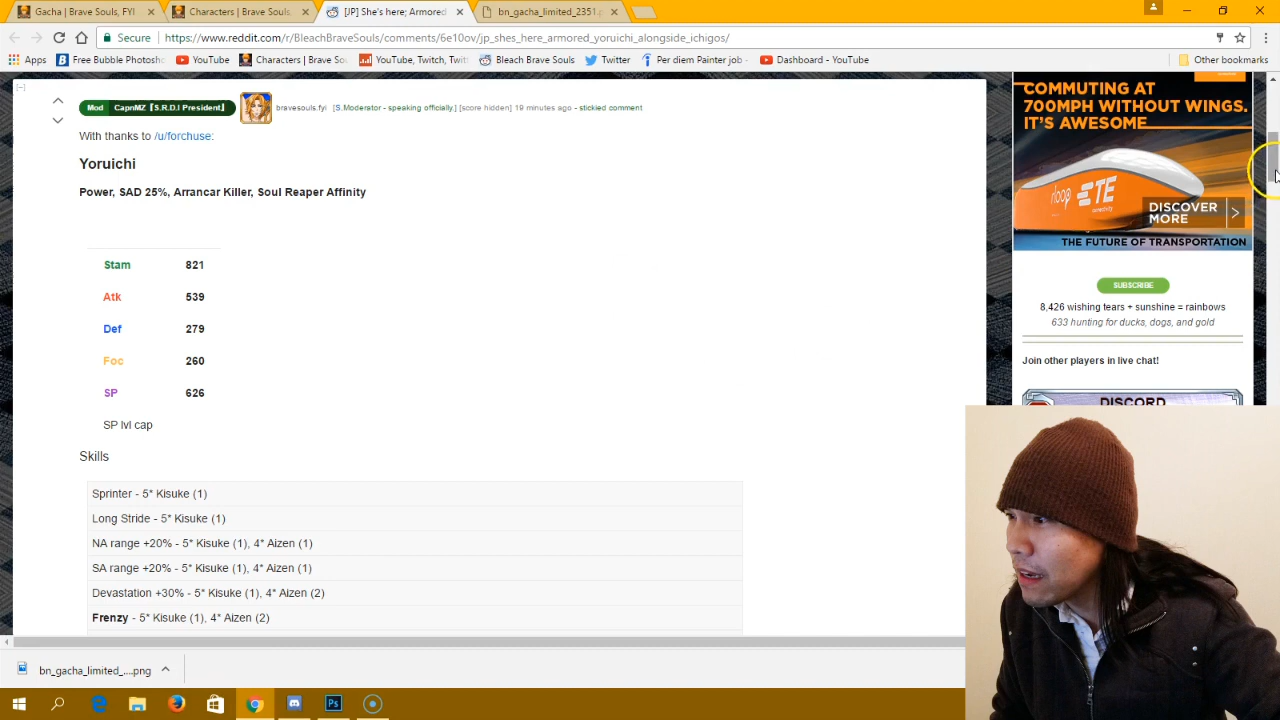 Gacha | Brave Souls, FYI
Characters | Brave Souls,
[JP] She's here; Armored
bn_gacha_limited_2351.p
Secure
https://www.reddit.com/r/BleachBraveSouls/comments/6e10ov/jp_shes_here_armored_yoruichi_alongside_ichigos/
Apps
Free Bubble Photosh
YouTube
Characters | Brave Sou
YouTube, Twitch, Twit
Bleach Brave Souls
Twitter
Per diem Painter job -
Dashboard - YouTube
Other bookmarks
[-]
Mod CapnMZ『S.R.D.I President』 bravesouls.fyi [S.Moderator - speaking officially.] [score hidden] 19 minutes ago - stickied comment
With thanks to /u/forchuse:
Yoruichi
Power, SAD 25%, Arrancar Killer, Soul Reaper Affinity
Stam 821
Atk 539
Def 279
Foc 260
SP 626
SP lvl cap
Skills
Sprinter - 5* Kisuke (1)
Long Stride - 5* Kisuke (1)
NA range +20% - 5* Kisuke (1), 4* Aizen (1)
SA range +20% - 5* Kisuke (1), 4* Aizen (1)
Devastation +30% - 5* Kisuke (1), 4* Aizen (2)
Frenzy - 5* Kisuke (1), 4* Aizen (2)
COMMUTING AT
700MPH WITHOUT WINGS.
IT'S AWESOME
rloop
TE
connectivity
DISCOVER
MORE
THE FUTURE OF TRANSPORTATION
SUBSCRIBE
8,426 wishing tears + sunshine = rainbows
633 hunting for ducks, dogs, and gold
Join other players in live chat!
DISCORD
bn_gacha_limited_....png
Ps